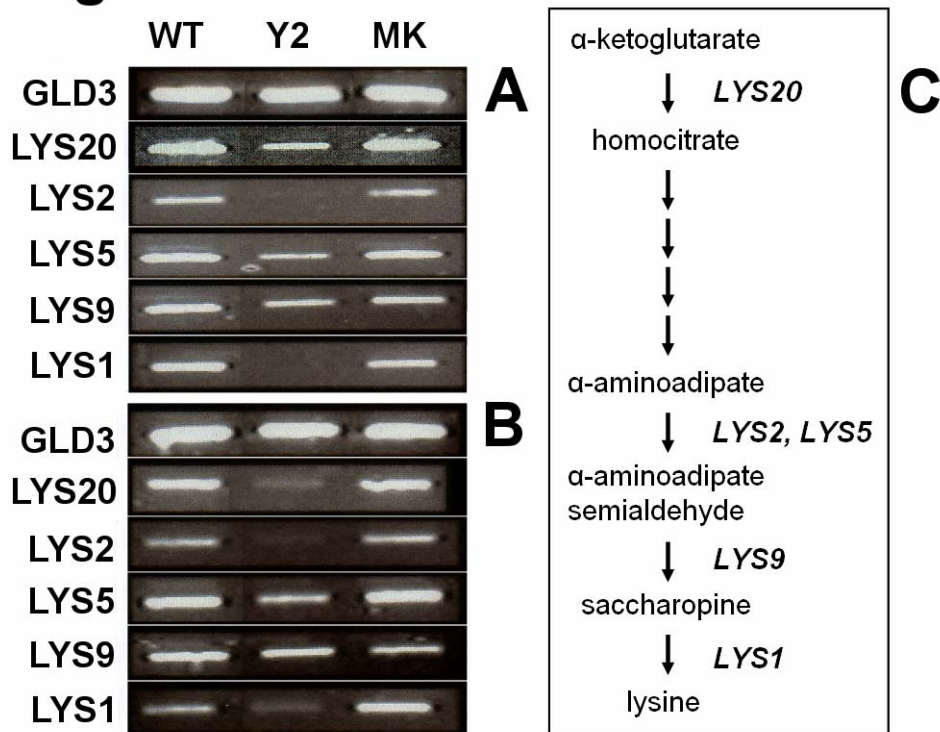 WT Y2 MK
GLD3
LYS20
LYS2
LYS5
LYS9
LYS1
A
GLD3
LYS20
LYS2
LYS5
LYS9
LYS1
B
C
α-ketoglutarate
LYS20
homocitrate
α-aminoadipate
LYS2, LYS5
α-aminoadipate
semialdehyde
LYS9
saccharopine
LYS1
lysine